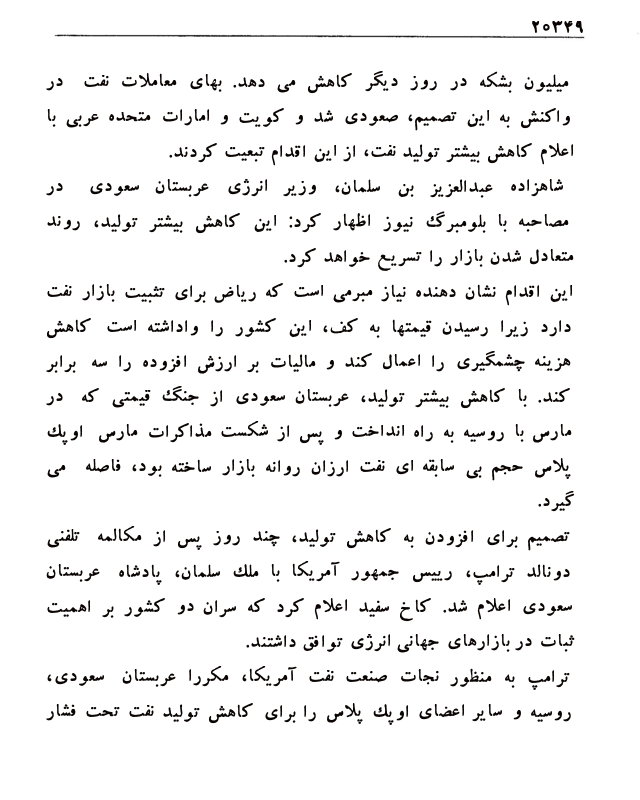 ۲۰۳۴۹
میلیون بشکه در روز دیگر کاهش می دهد. بهای معاملات نفت در
واکنش به این تصمیم، صعودی شد و کویت و امارات متحده عربی با
اعلام کاهش بیشتر تولید نفت، از این اقدام تبعیت کردند.
شاهزاده عبدالعزیز بن سلمان، وزیر انرژی عربستان سعودی در
مصاحبه با بلومبرگ نیوز اظهار کرد: این کاهش بیشتر تولید، روند
متعادل شدن بازار را تسریع خواهد کرد.
این اقدام نشان دهنده نیاز مبرمی است که ریاض برای تثبیت بازار نفت
دارد زیرا رسیدن قیمتها به کف، این کشور را واداشته است کاهش
هزینه چشمگیری را اعمال کند و مالیات بر ارزش افزوده را سه برابر
کند. با کاهش بیشتر تولید، عربستان سعودی از جنگ قیمتی که در
مارس با روسیه به راه انداخت و پس از شکست مذاکرات مارس اوپک
پلاس حجم بی سابقه ای نفت ارزان روانه بازار ساخته بود، فاصله می
گیرد.
تصمیم برای افزودن به کاهش تولید، چند روز پس از مکالمه تلفنی
دونالد ترامپ، رییس جمهور آمریکا با ملک سلمان، پادشاه عربستان
سعودی اعلام شد. کاخ سفید اعلام کرد که سران دو کشور بر اهمیت
ثبات در بازارهای جهانی انرژی توافق داشتند.
ترامپ به منظور نجات صنعت نفت آمریکا، مکررا عربستان سعودی،
روسیه و سایر اعضای اوپک پلاس را برای کاهش تولید نفت تحت فشار